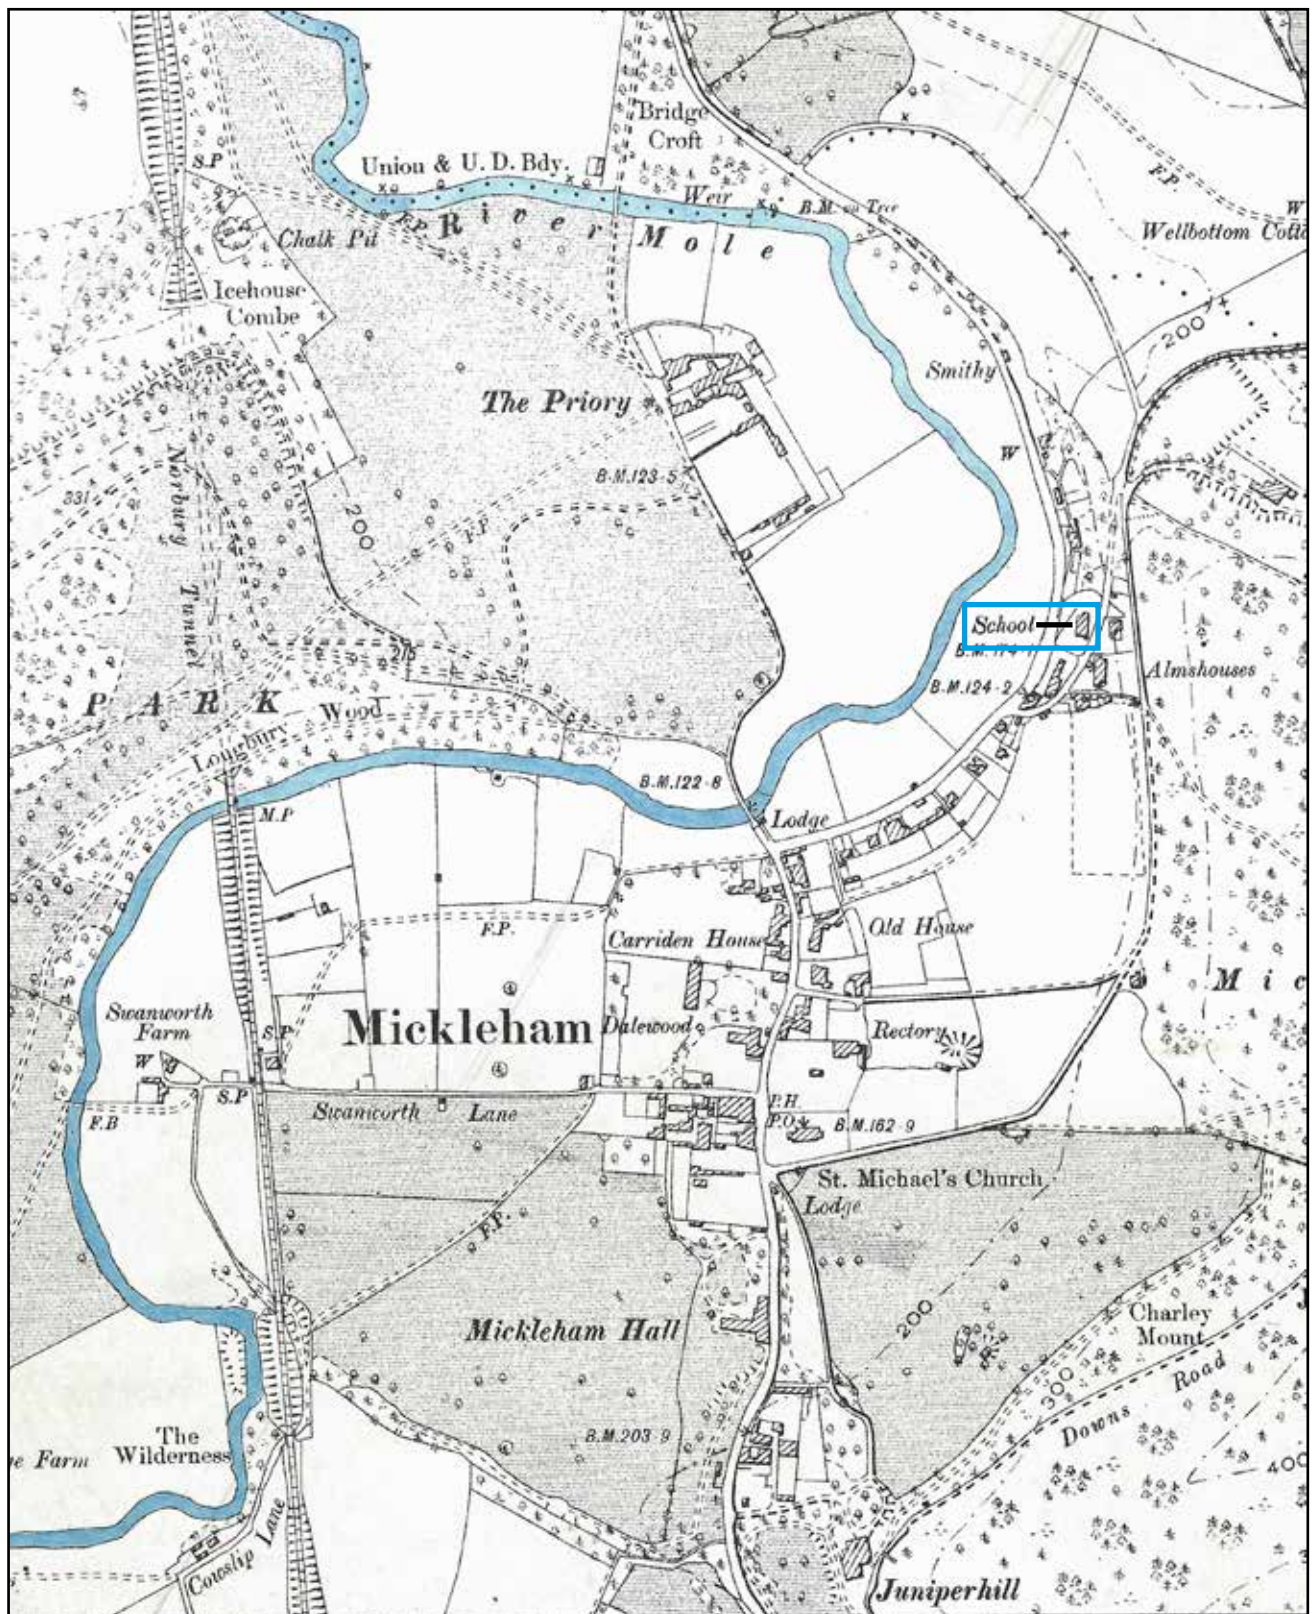 Bridge
Croft
S.P
Union & U. D. Bdy.
F.P.
Weir
B.M. on Tree
F.P.
River Mole
W
Wellbottom
Chalk Pit
Icehouse
Combe
200
Smithy
The Priory
W
B.M.123·5
331
200
F.P.
Norbury Tunnel
School
B.M.124·2
Almshouses
215
PARK
Wood
B.M.122·8
M.P
Lodge
F.P.
Carriden House
Old House
Swanworth
Farm
W
S.P
Mickleham
Dalewood
Rectory
Mic
S.P
F.B
Swanworth Lane
P.H.
P.O.
B.M.162·9
St. Michael's Church
Lodge
F.P.
200
Mickleham Hall
Charley
Mount
300
Downs Road
B.M.203·9
The
Wilderness
e Farm
400
Cowslip Lane
Juniperhill